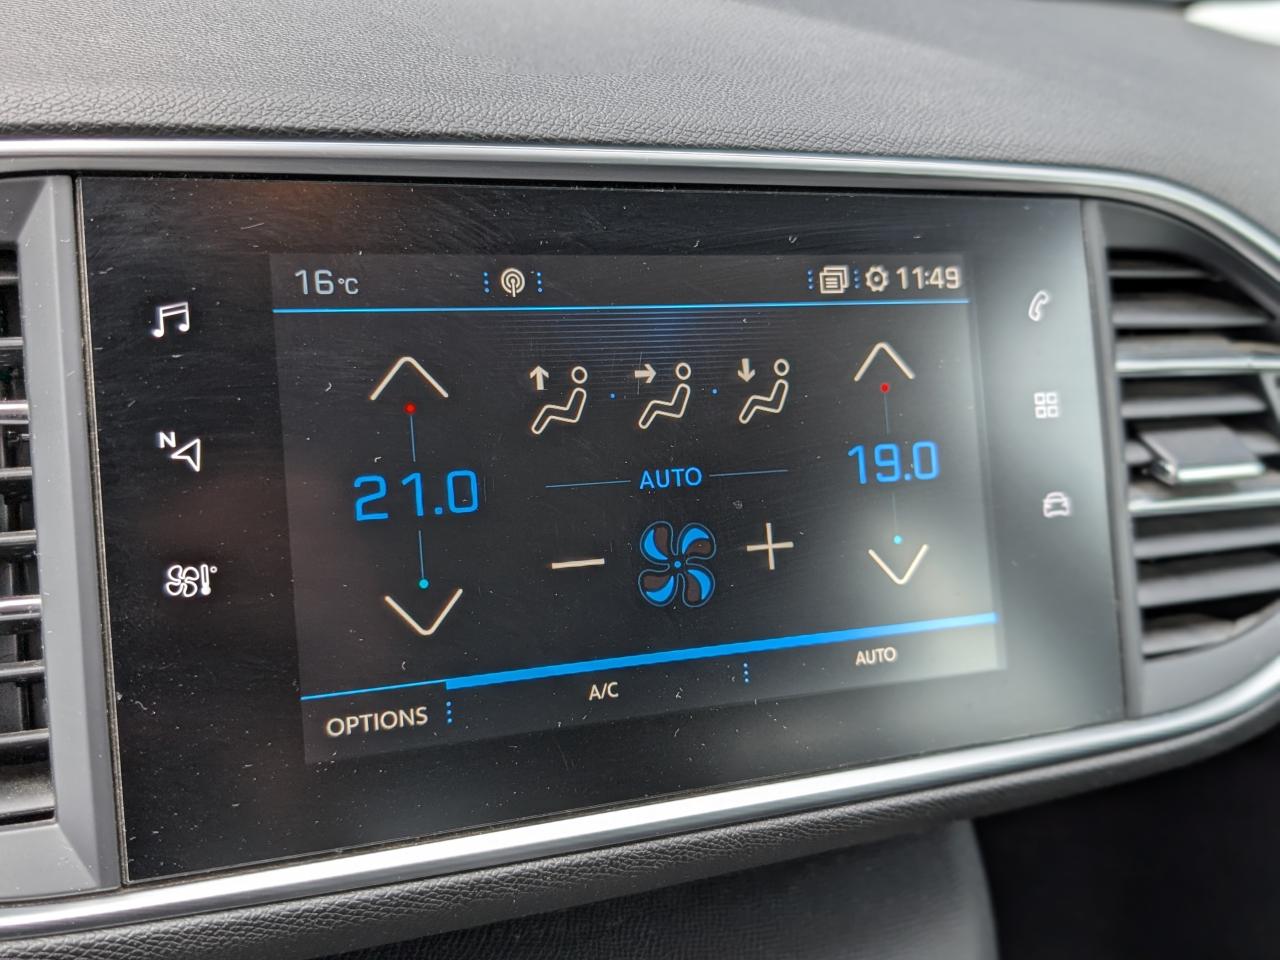 16°C
11:49
N
21.0
19.0
AUTO
OPTIONS
A/C
AUTO